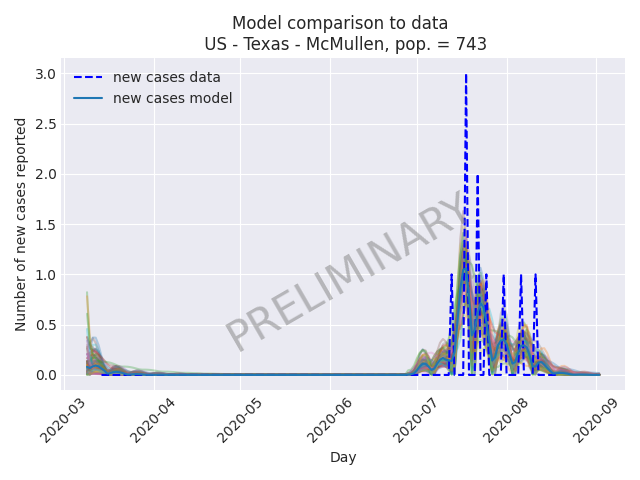 Model comparison to data
US - Texas - McMullen, pop. = 743
new cases data
new cases model
PRELIMINARY
Number of new cases reported
3.0
2.5
2.0
1.5
1.0
0.5
0.0
2020-03
2020-04
2020-05
2020-06
2020-07
2020-08
2020-09
Day